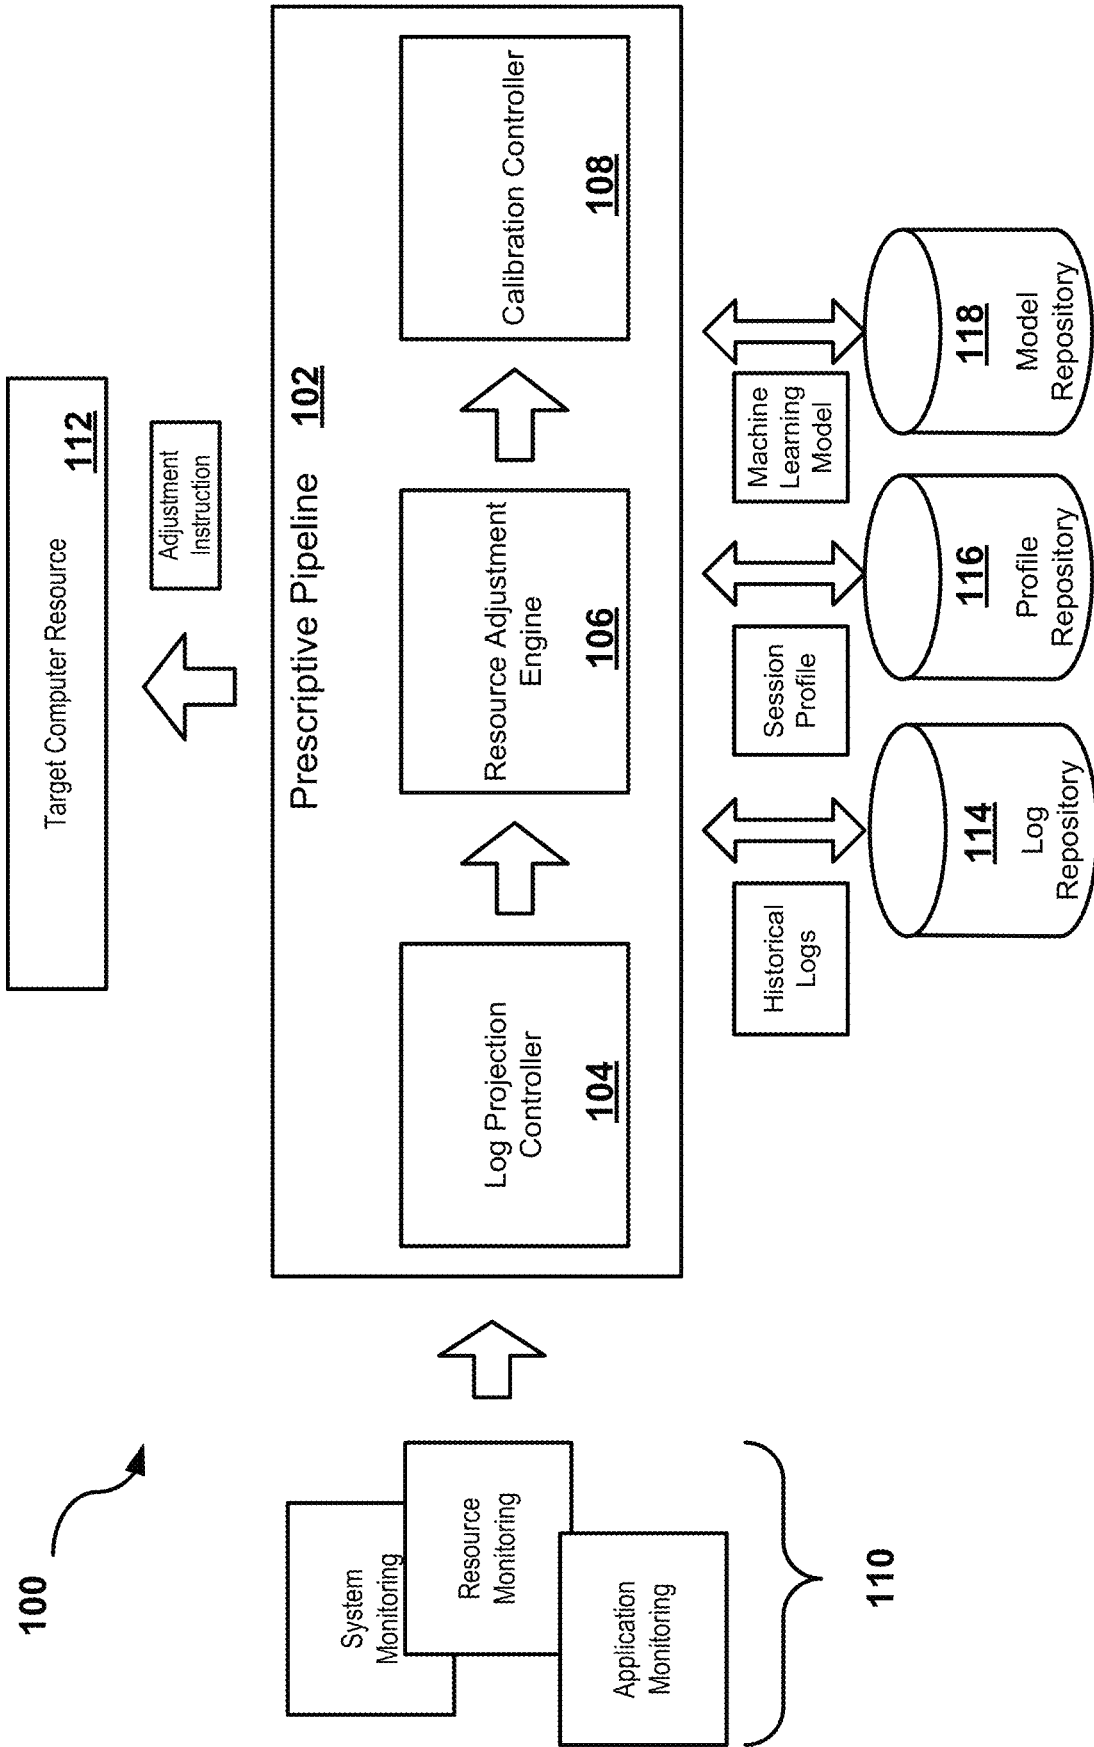 Target Computer Resource
112
Adjustment
Instruction
100
Prescriptive Pipeline
102
System
Monitoring
Resource
Monitoring
Application
Monitoring
110
Log Projection
Controller
104
Resource Adjustment
Engine
106
Calibration Controller
108
Historical
Logs
Session
Profile
Machine
Learning
Model
114
Log
Repository
116
Profile
Repository
118
Model
Repository